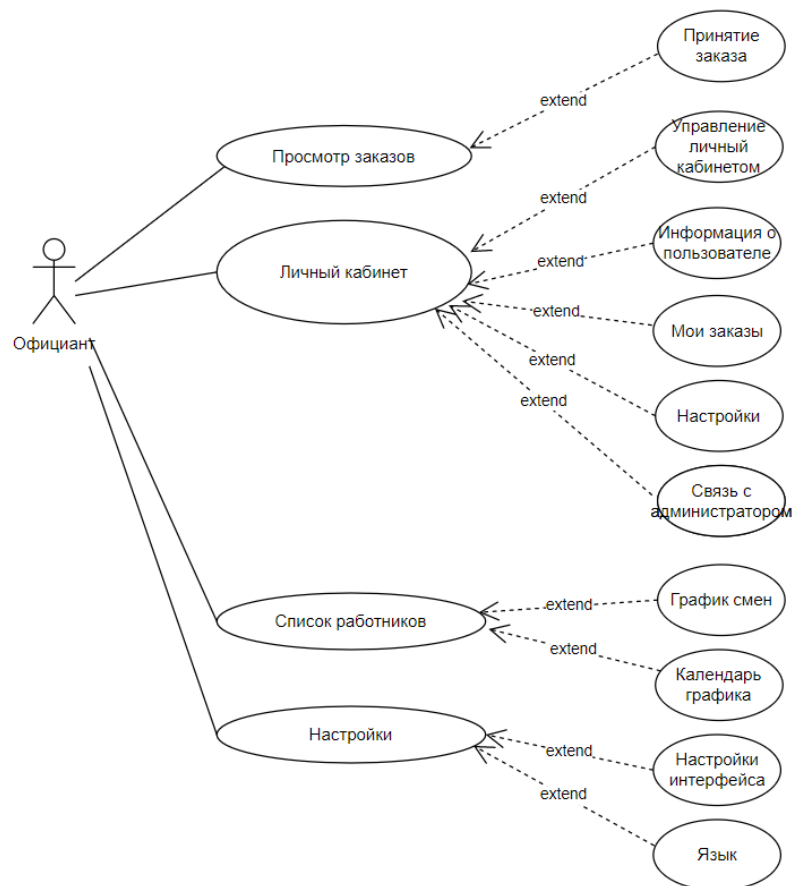 Принятие
заказа
extend
Просмотр заказов
Управление
личный
кабинетом
extend
Информация о
пользователе
extend
Личный кабинет
extend
Мои заказы
Официант
extend
extend
Настройки
Связь с
администратором
График смен
extend
Список работников
extend
Календарь
графика
Настройки
extend
Настройки
интерфейса
extend
Язык